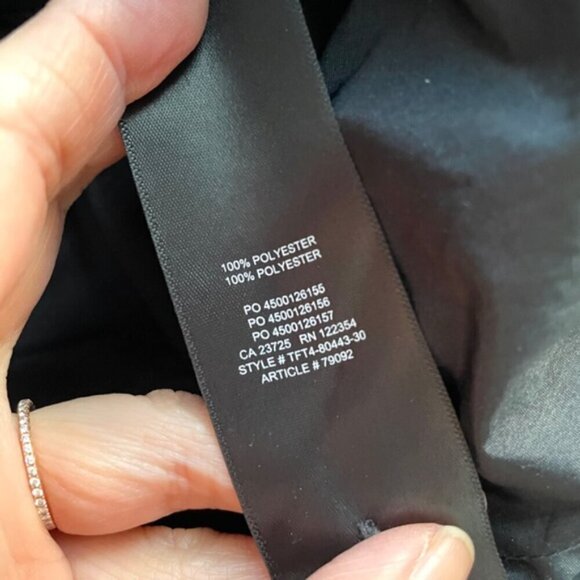 100% POLYESTER
100% POLYESTER
PO 4500126155
PO 4500126156
PO 4500126157
CA 23725 RN 122354
STYLE # TFT4-80443-30
ARTICLE # 79092